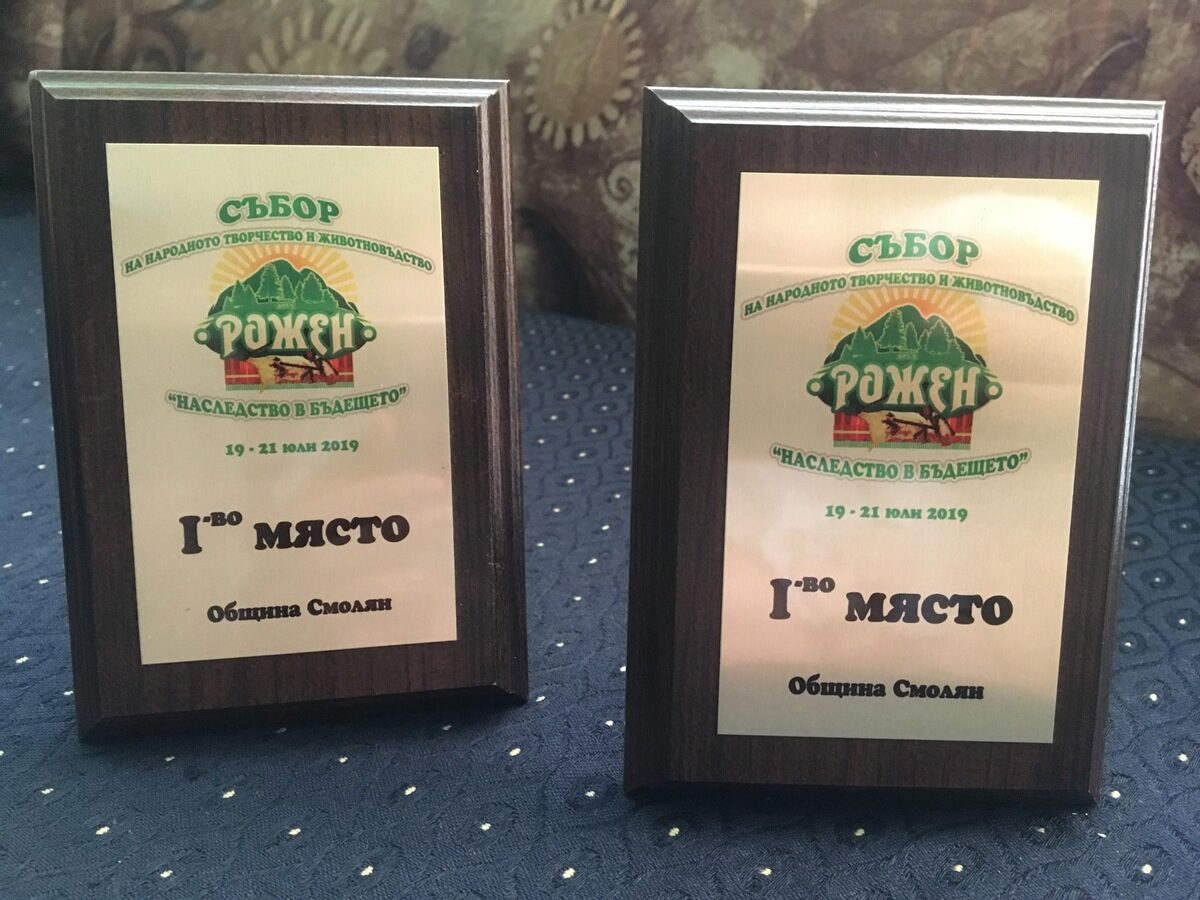 СЪБОР
НА НАРОДНОТО ТВОРЧЕСТВО И ЖИВОТНОВЪДСТВО
РОЖЕН
"НАСЛЕДСТВО В БЪДЕЩЕТО"
19 - 21 ЮЛИ 2019
I-ВО МЯСТО
Община Смолян
СЪБОР
НА НАРОДНОТО ТВОРЧЕСТВО И ЖИВОТНОВЪДСТВО
РОЖЕН
"НАСЛЕДСТВО В БЪДЕЩЕТО"
19 - 21 ЮЛИ 2019
I-ВО МЯСТО
Община Смолян